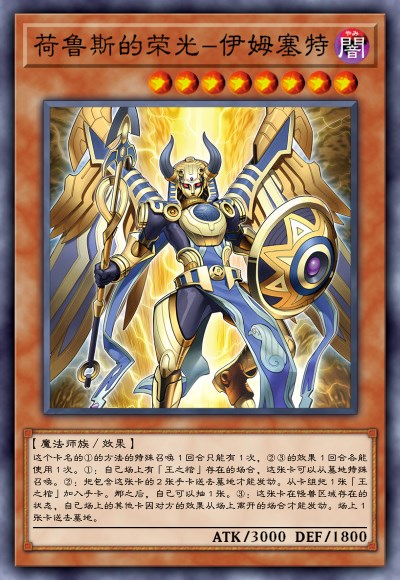 荷鲁斯的荣光-伊姆塞特
やみ
闇
【魔法师族／效果】
这个卡名的①的方法的特殊召唤1回合只能有1次，②③的效果1回合各能
使用1次。①：自己场上有「王之棺」存在的场合，这张卡可以从墓地特殊
召唤。②：把包含这张卡的2张手卡送去墓地才能发动。从卡组把1张「王
之棺」加入手卡。那之后，自己可以抽1张。③：这张卡在怪兽区域存在的
状态，自己场上的其他卡因对方的效果从场上离开的场合才能发动。场上1
张卡送去墓地。
ATK/3000 DEF/1800